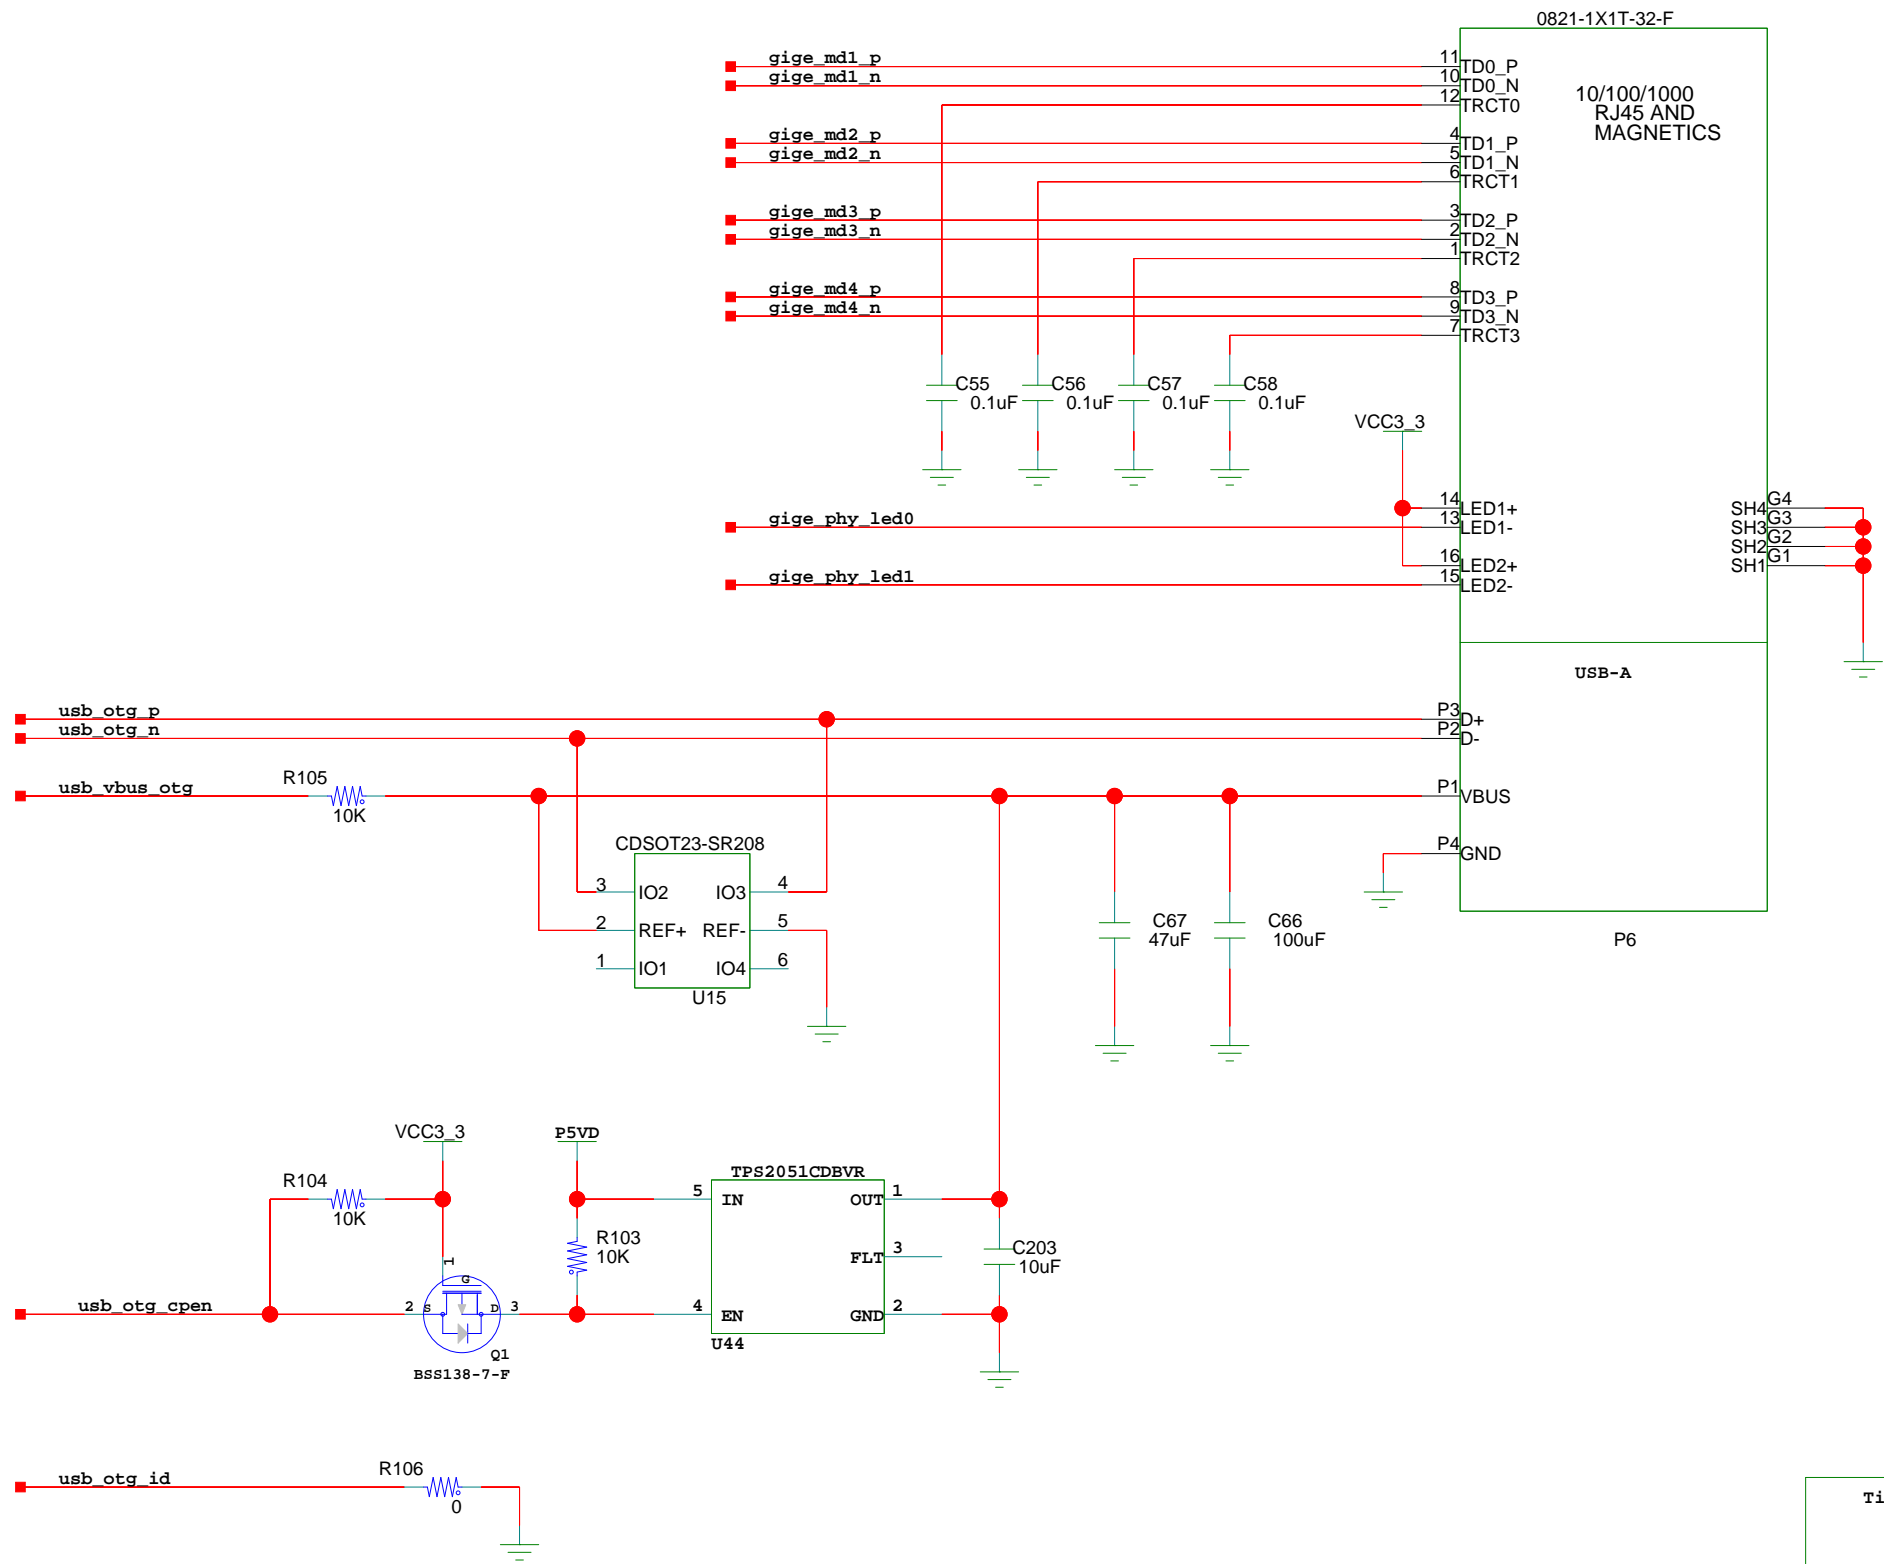 0821-1X1T-32-F
10/100/1000
RJ45 AND
MAGNETICS
gige_md1_p
11
TD0_P
gige_md1_n
10
TD0_N
12
TRCT0
gige_md2_p
4
TD1_P
gige_md2_n
5
TD1_N
6
TRCT1
gige_md3_p
3
TD2_P
gige_md3_n
2
TD2_N
1
TRCT2
gige_md4_p
8
TD3_P
gige_md4_n
9
TD3_N
7
TRCT3
C55
0.1uF
C56
0.1uF
C57
0.1uF
C58
0.1uF
VCC3_3
14
LED1+
gige_phy_led0
13
LED1-
16
LED2+
gige_phy_led1
15
LED2-
SH4
G4
SH3
G3
SH2
G2
SH1
G1
USB-A
usb_otg_p
P3
D+
usb_otg_n
P2
D-
usb_vbus_otg
R105
10K
P1
VBUS
P4
GND
P6
CDSOT23-SR208
3
IO2
IO3
4
2
REF+
REF-
5
1
IO1
IO4
6
U15
C67
47uF
C66
100uF
VCC3_3
P5VD
R104
10K
R103
10K
TPS2051CDBVR
5
IN
OUT
1
FLT
3
4
EN
GND
2
U44
C203
10uF
usb_otg_cpen
1
G
2
S
D
3
Q1
BSS138-7-F
usb_otg_id
R106
0
Ti